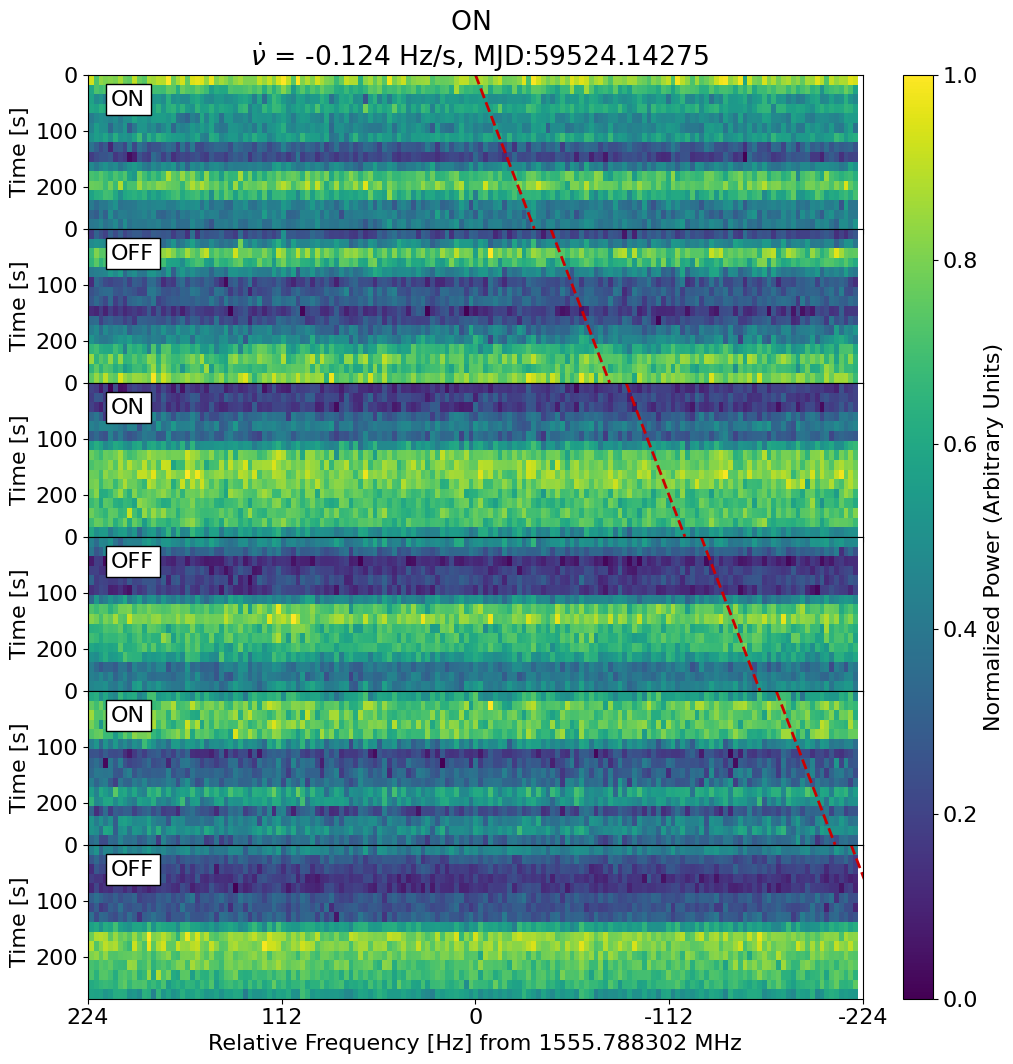 ON
ν̇ = -0.124 Hz/s, MJD:59524.14275
0
ON
100
200
Time [s]
0
OFF
100
200
Time [s]
0
ON
100
200
Time [s]
0
OFF
100
200
Time [s]
0
ON
100
200
Time [s]
0
OFF
100
200
Time [s]
224
112
0
-112
-224
Relative Frequency [Hz] from 1555.788302 MHz
1.0
0.8
0.6
0.4
0.2
0.0
Normalized Power (Arbitrary Units)